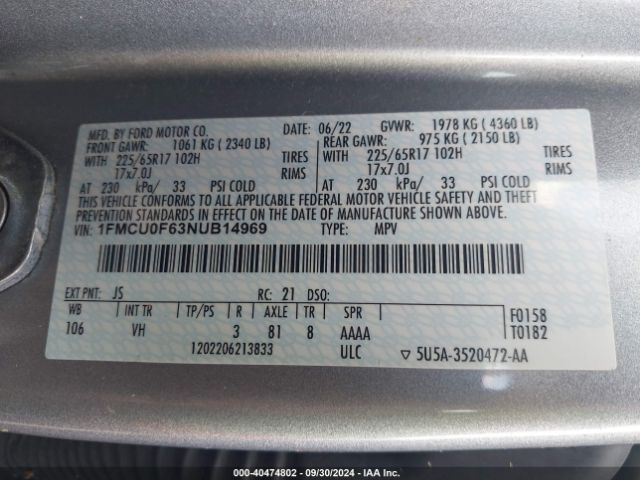 MFD. BY FORD MOTOR CO. DATE: 06/22 GVWR: 1978 KG ( 4360 LB)
FRONT GAWR: 1061 KG ( 2340 LB) REAR GAWR: 975 KG ( 2150 LB)
WITH 225/65R17 102H TIRES WITH 225/65R17 102H TIRES
17x7.0J RIMS 17x7.0J RIMS
AT 230 kPa/ 33 PSI COLD AT 230 kPa/ 33 PSI COLD
THIS VEHICLE CONFORMS TO ALL APPLICABLE FEDERAL MOTOR VEHICLE SAFETY AND THEFT
PREVENTION STANDARDS IN EFFECT ON THE DATE OF MANUFACTURE SHOWN ABOVE.
VIN: 1FMCU0F63NUB14969 TYPE: MPV
EXT PNT: JS RC: 21 DSO:
WB INT TR TP/PS R AXLE TR SPR F0158
106 VH 3 81 8 AAAA T0182
1202206213833 ULC ▽ 5U5A-3520472-AA
000-40474802 - 09/30/2024 - IAA Inc.